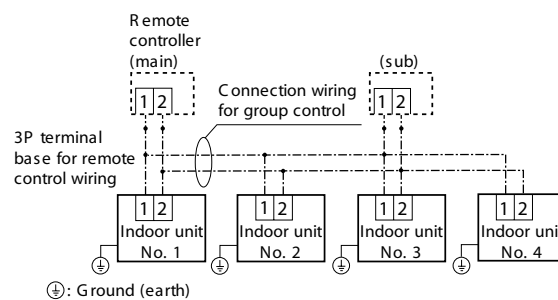 Remote
controller
(main)
(sub)
1 2
1 2
Connection wiring
for group control
3P terminal
base for remote
control wiring
1 2
1 2
1 2
1 2
Indoor unit
No. 1
Indoor unit
No. 2
Indoor unit
No. 3
Indoor unit
No. 4
: Ground (earth)